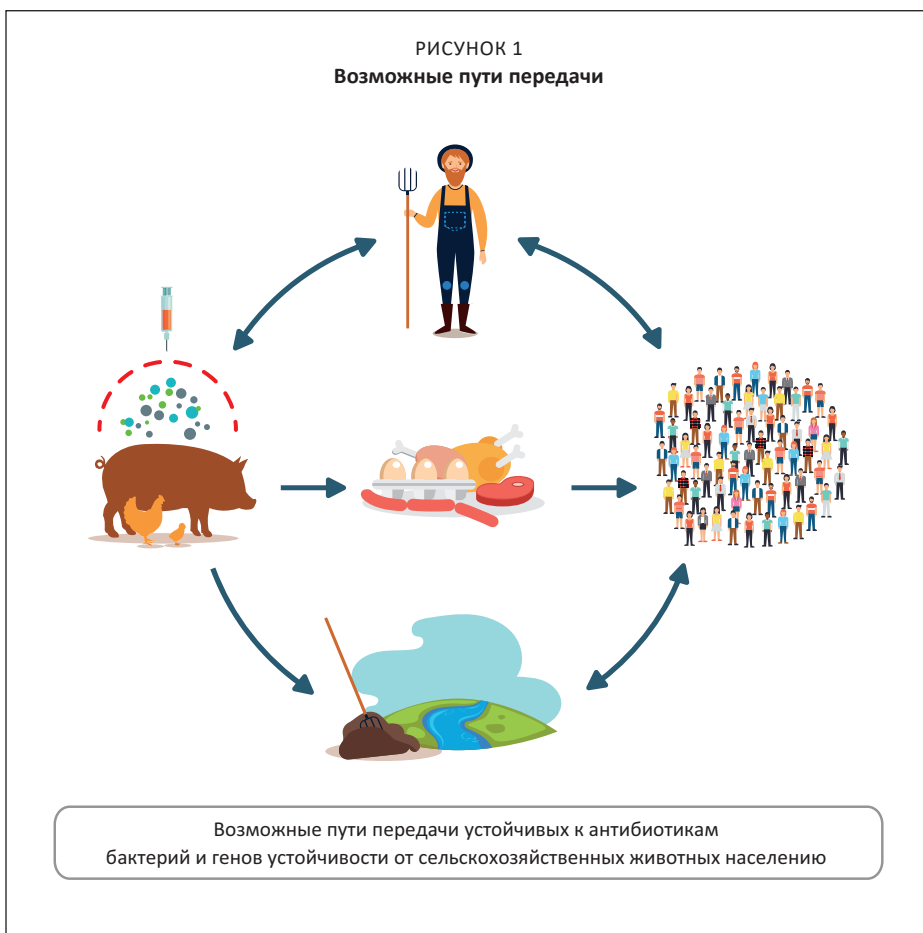 РИСУНОК 1
Возможные пути передачи
Возможные пути передачи устойчивых к антибиотикам
бактерий и генов устойчивости от сельскохозяйственных животных населению